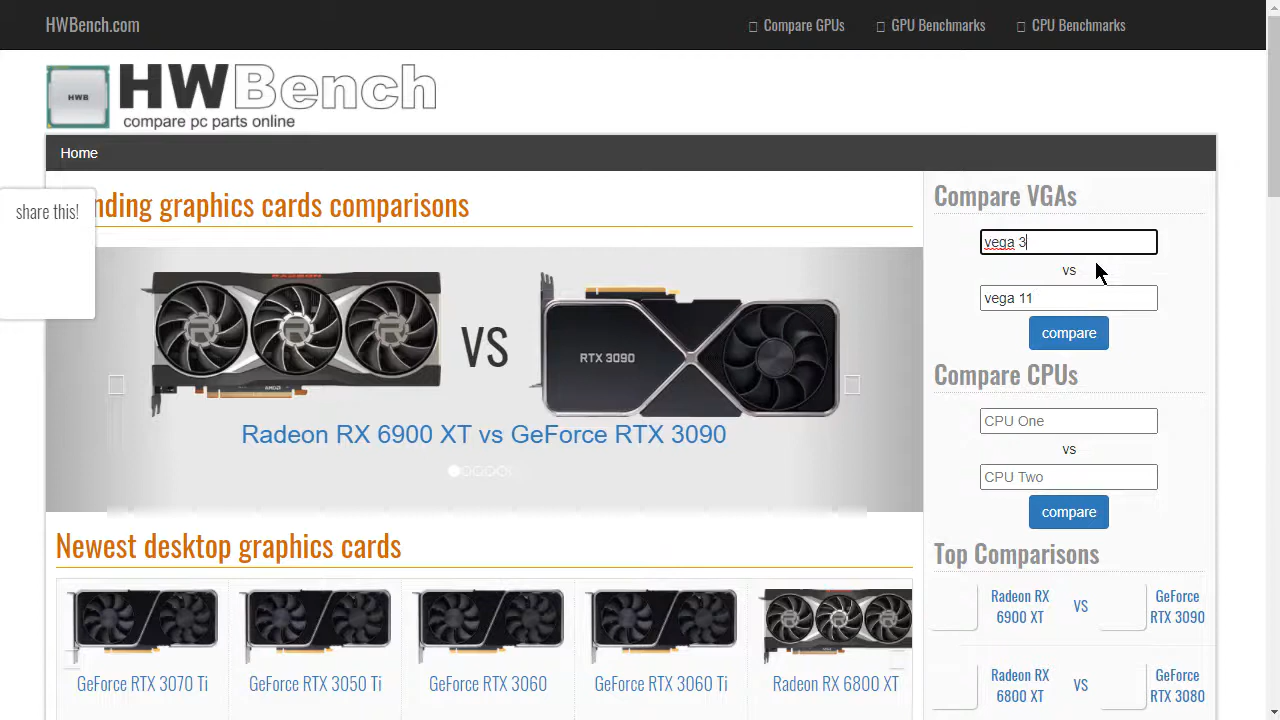 HWBench.com
Compare GPUs
GPU Benchmarks
CPU Benchmarks
HWB
HWBench
compare pc parts online
Home
share this!
nding graphics cards comparisons
VS
RTX 3090
Radeon RX 6900 XT vs GeForce RTX 3090
Newest desktop graphics cards
GeForce RTX 3070 Ti
GeForce RTX 3050 Ti
GeForce RTX 3060
GeForce RTX 3060 Ti
Radeon RX 6800 XT
Compare VGAs
vega 3
vs
vega 11
compare
Compare CPUs
CPU One
vs
CPU Two
compare
Top Comparisons
Radeon RX 6900 XT
VS
GeForce RTX 3090
Radeon RX 6800 XT
VS
GeForce RTX 3080